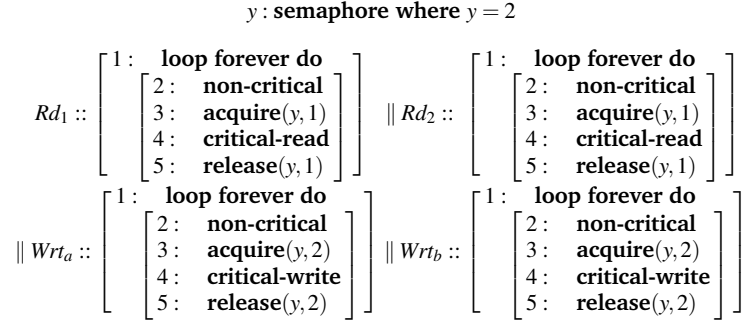 y : semaphore where y = 2
Rd₁ :: [ 1 : loop forever do [ 2 : non-critical 3 : acquire(y, 1) 4 : critical-read 5 : release(y, 1) ] ]
‖ Rd₂ :: [ 1 : loop forever do [ 2 : non-critical 3 : acquire(y, 1) 4 : critical-read 5 : release(y, 1) ] ]
‖ Wrtₐ :: [ 1 : loop forever do [ 2 : non-critical 3 : acquire(y, 2) 4 : critical-write 5 : release(y, 2) ] ]
‖ Wrt_b :: [ 1 : loop forever do [ 2 : non-critical 3 : acquire(y, 2) 4 : critical-write 5 : release(y, 2) ] ]